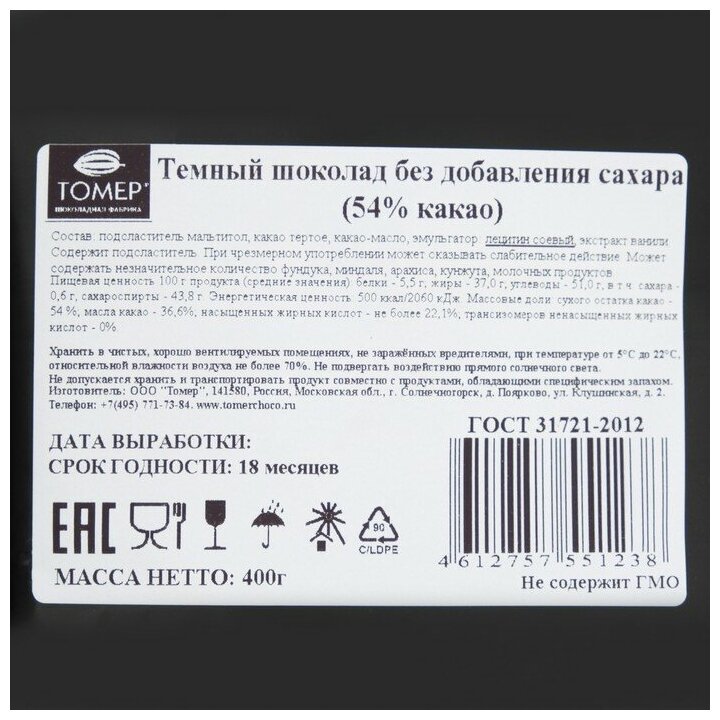 ТОМЕР
ШОКОЛАДНАЯ ФАБРИКА
Темный шоколад без добавления сахара
(54% какао)
Состав: подсластитель мальтитол, какао тертое, какао-масло, эмульгатор: лецитин соевый, экстракт ванили
Содержит подсластитель. При чрезмерном употреблении может оказывать слабительное действие. Может
содержать незначительное количество фундука, миндаля, арахиса, кунжута, молочных продуктов.
Пищевая ценность 100 г продукта (средние значения) белки - 5,5 г; жиры - 37,0 г, углеводы - 51,0 г, в т.ч. сахара -
0,6 г, сахароспирты - 43,8 г. Энергетическая ценность: 500 ккал/2060 кДж. Массовые доли: сухого остатка какао -
54 %, масла какао - 36,6%, насыщенных жирных кислот - не более 22,1%, трансизомеров ненасыщенных жирных
кислот - 0%
Хранить в чистых, хорошо вентилируемых помещениях, не заражённых вредителями, при температуре от 5°С до 22°С,
относительной влажности воздуха не более 70%. Не подвергать воздействию прямого солнечного света.
Не допускается хранить и транспортировать продукт совместно с продуктами, обладающими специфическим запахом.
Изготовитель: ООО "Томер", 141580, Россия, Московская обл., г. Солнечногорск, д. Поярково, ул. Клушинская, д. 2.
Телефон: +7(495) 771-73-84. www.tomerchoco.ru
ГОСТ 31721-2012
ДАТА ВЫРАБОТКИ:
СРОК ГОДНОСТИ: 18 месяцев
EAC
90
C/LDPE
4 612757 551238
МАССА НЕТТО: 400г
Не содержит ГМО